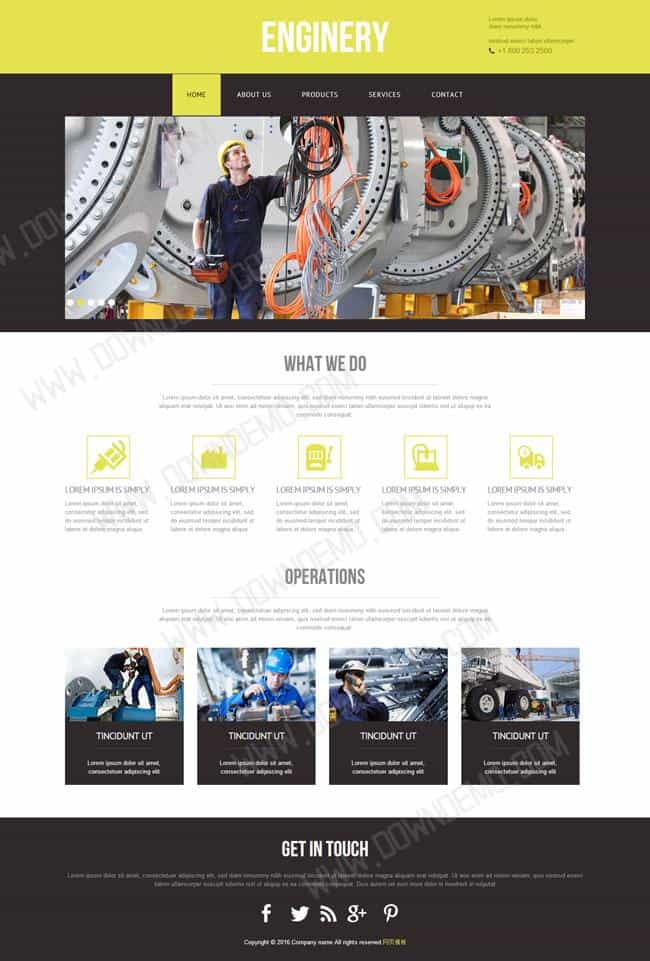 ENGINERY
Lorem ipsum dolor,
+1 800 253 2500
HOME
ABOUT US
PRODUCTS
SERVICES
CONTACT
WHAT WE DO
Lorem ipsum dolor sit amet, consectetuer adipiscing elit, sed diam nonummy nibh euismod tincidunt ut laoreet dolore magna
aliquam erat volutpat. Ut wisi enim ad minim veniam, quis nostrud exerci tation ullamcorper suscipit lobortis nisl ut aliquip ex ea
commodo consequat
LOREM IPSUM IS SIMPLY
Lorem ipsum dolor sit amet,
consectetur adipiscing elit, sed
do eiusmod tempor incididunt ut
labore et dolore magna aliqua.
LOREM IPSUM IS SIMPLY
Lorem ipsum dolor sit amet,
consectetur adipiscing elit, sed
do eiusmod tempor incididunt ut
labore et dolore magna aliqua.
LOREM IPSUM IS SIMPLY
Lorem ipsum dolor sit amet,
consectetur adipiscing elit, sed
do eiusmod tempor incididunt ut
labore et dolore magna aliqua.
LOREM IPSUM IS SIMPLY
Lorem ipsum dolor sit amet,
consectetur adipiscing elit, sed
do eiusmod tempor incididunt ut
labore et dolore magna aliqua.
LOREM IPSUM IS SIMPLY
Lorem ipsum dolor sit amet,
consectetur adipiscing elit, sed
do eiusmod tempor incididunt ut
labore et dolore magna aliqua.
OPERATIONS
Lorem ipsum dolor sit amet, consectetuer adipiscing elit, sed diam nonummy nibh euismod tincidunt ut laoreet dolore magna
aliquam erat volutpat. Ut wisi enim ad minim veniam, quis nostrud exerci tation ullamcorper suscipit lobortis nisl ut aliquip ex ea
commodo consequat
TINCIDUNT UT
Lorem ipsum dolor sit amet,
consectetuer adipiscing elit
TINCIDUNT UT
Lorem ipsum dolor sit amet,
consectetuer adipiscing elit
TINCIDUNT UT
Lorem ipsum dolor sit amet,
consectetuer adipiscing elit
TINCIDUNT UT
Lorem ipsum dolor sit amet,
consectetuer adipiscing elit
GET IN TOUCH
Lorem ipsum dolor sit amet, consectetuer adipiscing elit, sed diam nonummy nibh euismod tincidunt ut laoreet dolore magna aliquam erat volutpat. Ut wisi enim ad minim veniam, quis nostrud exerci
tation ullamcorper suscipit lobortis nisl ut aliquip ex ea commodo consequat. Duis autem vel eum iriure dolor in hendrerit in vulputat
Copyright © 2016.Company name All rights reserved.网页模板
WWW.DOWNDEMO.COM
WWW.DOWNDEMO.COM
WWW.DOWNDEMO.COM
WWW.DOWNDEMO.COM